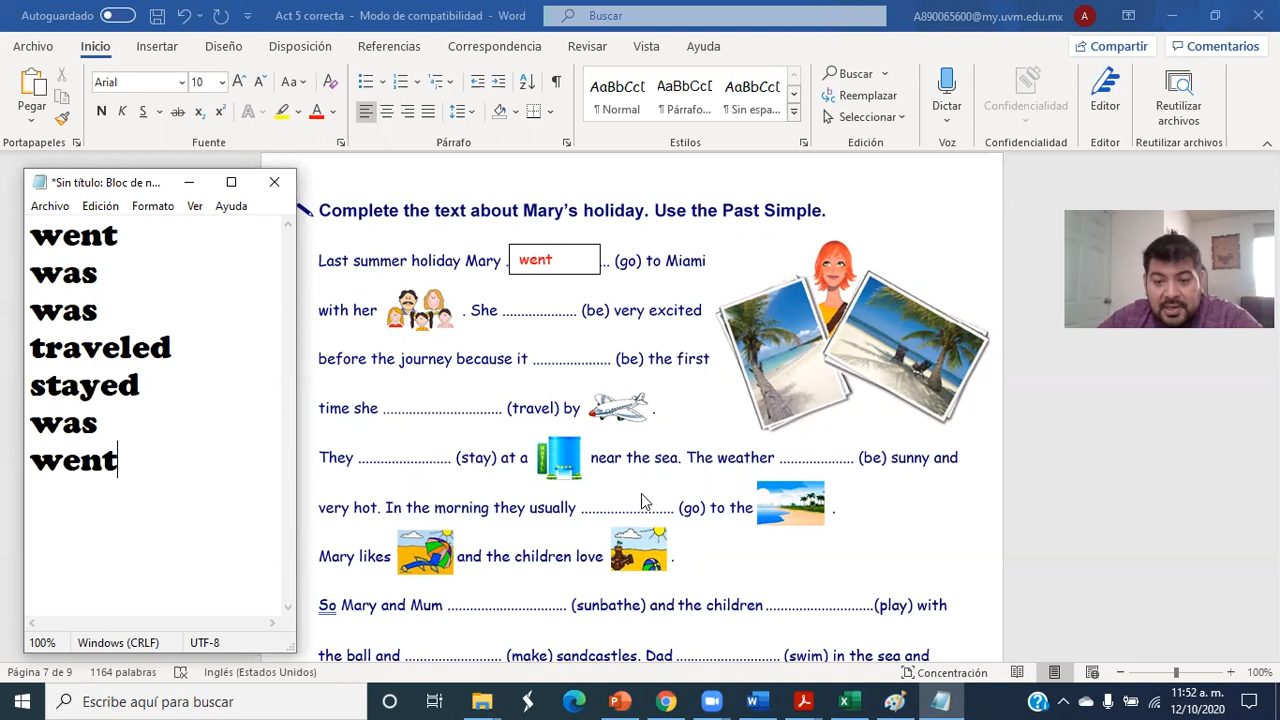 Autoguardado
Act 5 correcta - Modo de compatibilidad - Word
Buscar
A890065600@my.uvm.edu.mx
A
Archivo Inicio Insertar Diseño Disposición Referencias Correspondencia Revisar Vista Ayuda
Compartir Comentarios
Pegar
Arial 10
Aa
N K S ab x₂ x² A A
AaBbCcI AaBbCcD AaBbCcI
¶ Normal ¶ Párrafo... ¶ Sin espa...
Buscar
Reemplazar
Seleccionar
Dictar
Confidencialidad
Editor
Reutilizar archivos
Portapapeles Fuente Párrafo Estilos Edición Voz Confidencialidad Editor Reutilizar archivos
*Sin título: Bloc de n...
Archivo Edición Formato Ver Ayuda
went
was
was
traveled
stayed
was
went
100% Windows (CRLF) UTF-8
Complete the text about Mary's holiday. Use the Past Simple.
Last summer holiday Mary . went ... (go) to Miami
with her . She ................... (be) very excited
before the journey because it .................... (be) the first
time she .............................. (travel) by .
They ........................ (stay) at a HOTEL near the sea. The weather ................... (be) sunny and
very hot. In the morning they usually ........................ (go) to the .
Mary likes and the children love .
So Mary and Mum .............................. (sunbathe) and the children ...........................(play) with
the ball and ......................... (make) sandcastles. Dad .......................... (swim) in the sea and
Página 7 de 9 1164 palabras Inglés (Estados Unidos) Concentración 100%
Escribe aquí para buscar
11:52 a. m.
12/10/2020